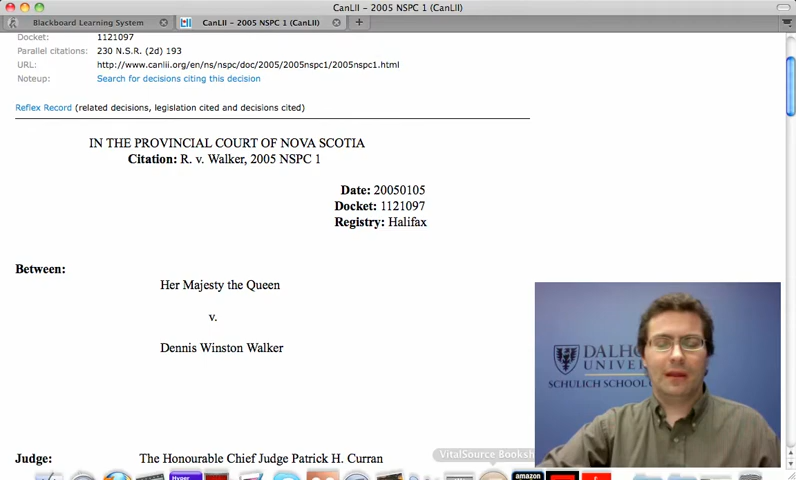 CanLII - 2005 NSPC 1 (CanLII)
Blackboard Learning System
CanLII - 2005 NSPC 1 (CanLII)
Docket: 1121097
Parallel citations: 230 N.S.R. (2d) 193
URL: http://www.canlii.org/en/ns/nspc/doc/2005/2005nspc1/2005nspc1.html
Noteup: Search for decisions citing this decision
Reflex Record (related decisions, legislation cited and decisions cited)
IN THE PROVINCIAL COURT OF NOVA SCOTIA
Citation: R. v. Walker, 2005 NSPC 1
Date: 20050105
Docket: 1121097
Registry: Halifax
Between:
Her Majesty the Queen
v.
Dennis Winston Walker
DALHO
UNIVE
SCHULICH SCHOOL
Judge: The Honourable Chief Judge Patrick H. Curran
VitalSource Booksh
Hyper
amazon